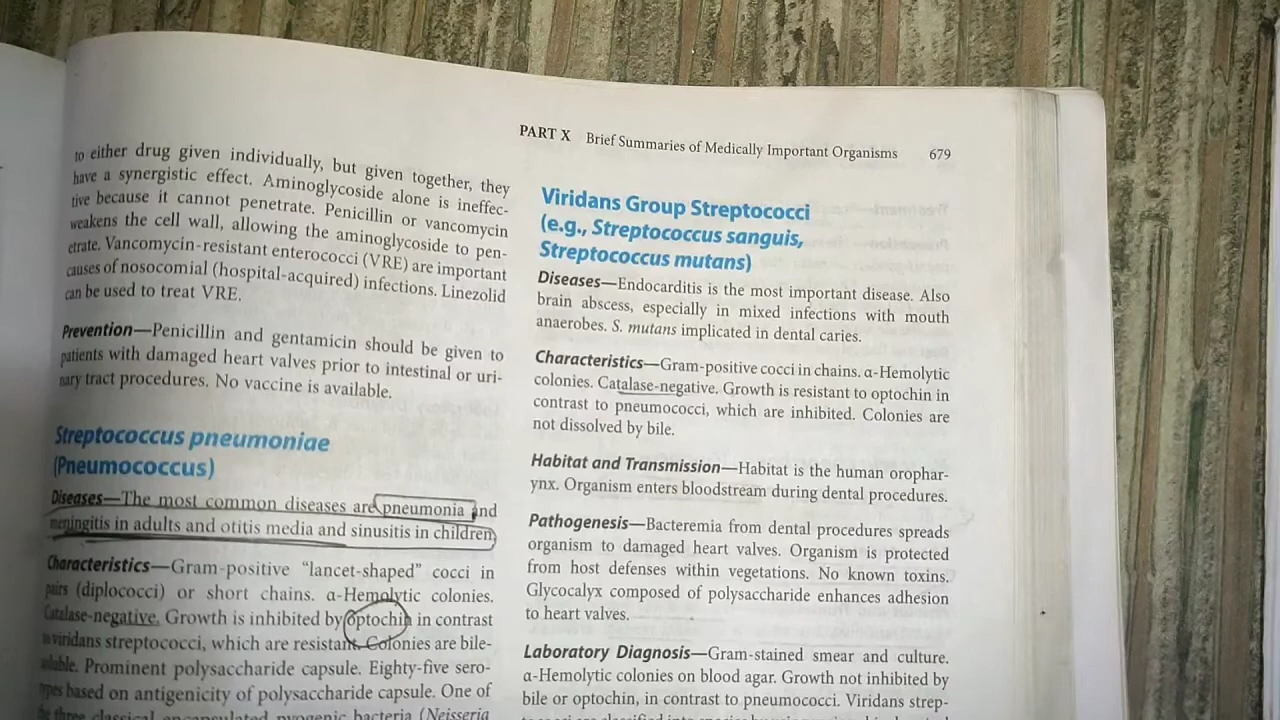 PART X Brief Summaries of Medically Important Organisms 679
to either drug given individually, but given together, they
have a synergistic effect. Aminoglycoside alone is ineffec-
tive because it cannot penetrate. Penicillin or vancomycin
weakens the cell wall, allowing the aminoglycoside to pen-
etrate. Vancomycin-resistant enterococci (VRE) are important
causes of nosocomial (hospital-acquired) infections. Linezolid
can be used to treat VRE.
Prevention—Penicillin and gentamicin should be given to
patients with damaged heart valves prior to intestinal or uri-
nary tract procedures. No vaccine is available.
Streptococcus pneumoniae
(Pneumococcus)
Diseases—The most common diseases are pneumonia and
meningitis in adults and otitis media and sinusitis in children.
Characteristics—Gram-positive "lancet-shaped" cocci in
pairs (diplococci) or short chains. α-Hemolytic colonies.
Catalase-negative. Growth is inhibited by optochin in contrast
to viridans streptococci, which are resistant. Colonies are bile-
soluble. Prominent polysaccharide capsule. Eighty-five sero-
types based on antigenicity of polysaccharide capsule. One of
the three classical encapsulated pyogenic bacteria (Neisseria
Viridans Group Streptococci
(e.g., Streptococcus sanguis,
Streptococcus mutans)
Diseases—Endocarditis is the most important disease. Also
brain abscess, especially in mixed infections with mouth
anaerobes. S. mutans implicated in dental caries.
Characteristics—Gram-positive cocci in chains. α-Hemolytic
colonies. Catalase-negative. Growth is resistant to optochin in
contrast to pneumococci, which are inhibited. Colonies are
not dissolved by bile.
Habitat and Transmission—Habitat is the human orophar-
ynx. Organism enters bloodstream during dental procedures.
Pathogenesis—Bacteremia from dental procedures spreads
organism to damaged heart valves. Organism is protected
from host defenses within vegetations. No known toxins.
Glycocalyx composed of polysaccharide enhances adhesion
to heart valves.
Laboratory Diagnosis—Gram-stained smear and culture.
α-Hemolytic colonies on blood agar. Growth not inhibited by
bile or optochin, in contrast to pneumococci. Viridans strep-